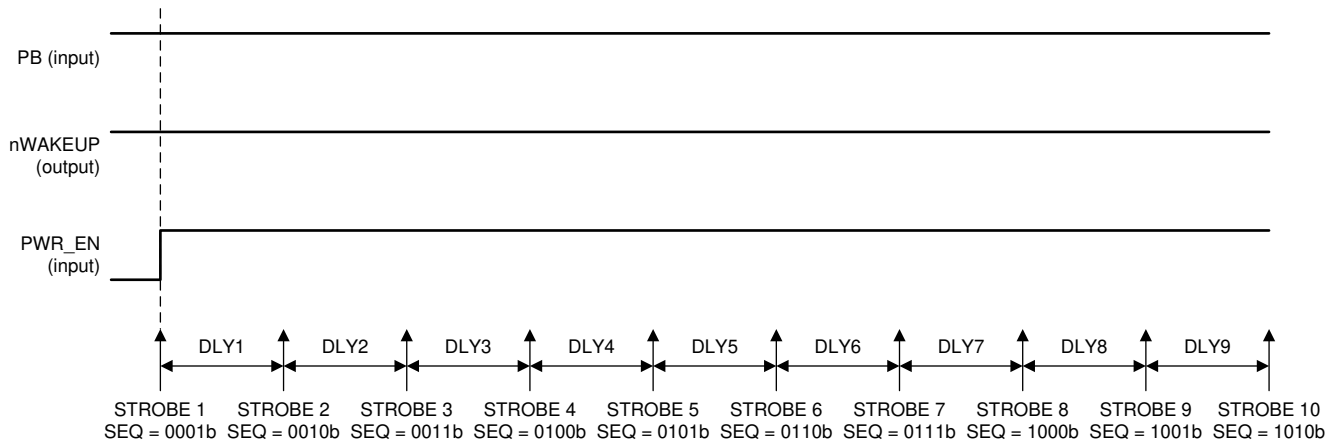 PB (input)
nWAKEUP
(output)
PWR_EN
(input)
DLY1 DLY2 DLY3 DLY4 DLY5 DLY6 DLY7 DLY8 DLY9
STROBE 1 STROBE 2 STROBE 3 STROBE 4 STROBE 5 STROBE 6 STROBE 7 STROBE 8 STROBE 9 STROBE 10
SEQ = 0001b SEQ = 0010b SEQ = 0011b SEQ = 0100b SEQ = 0101b SEQ = 0110b SEQ = 0111b SEQ = 1000b SEQ = 1001b SEQ = 1010b